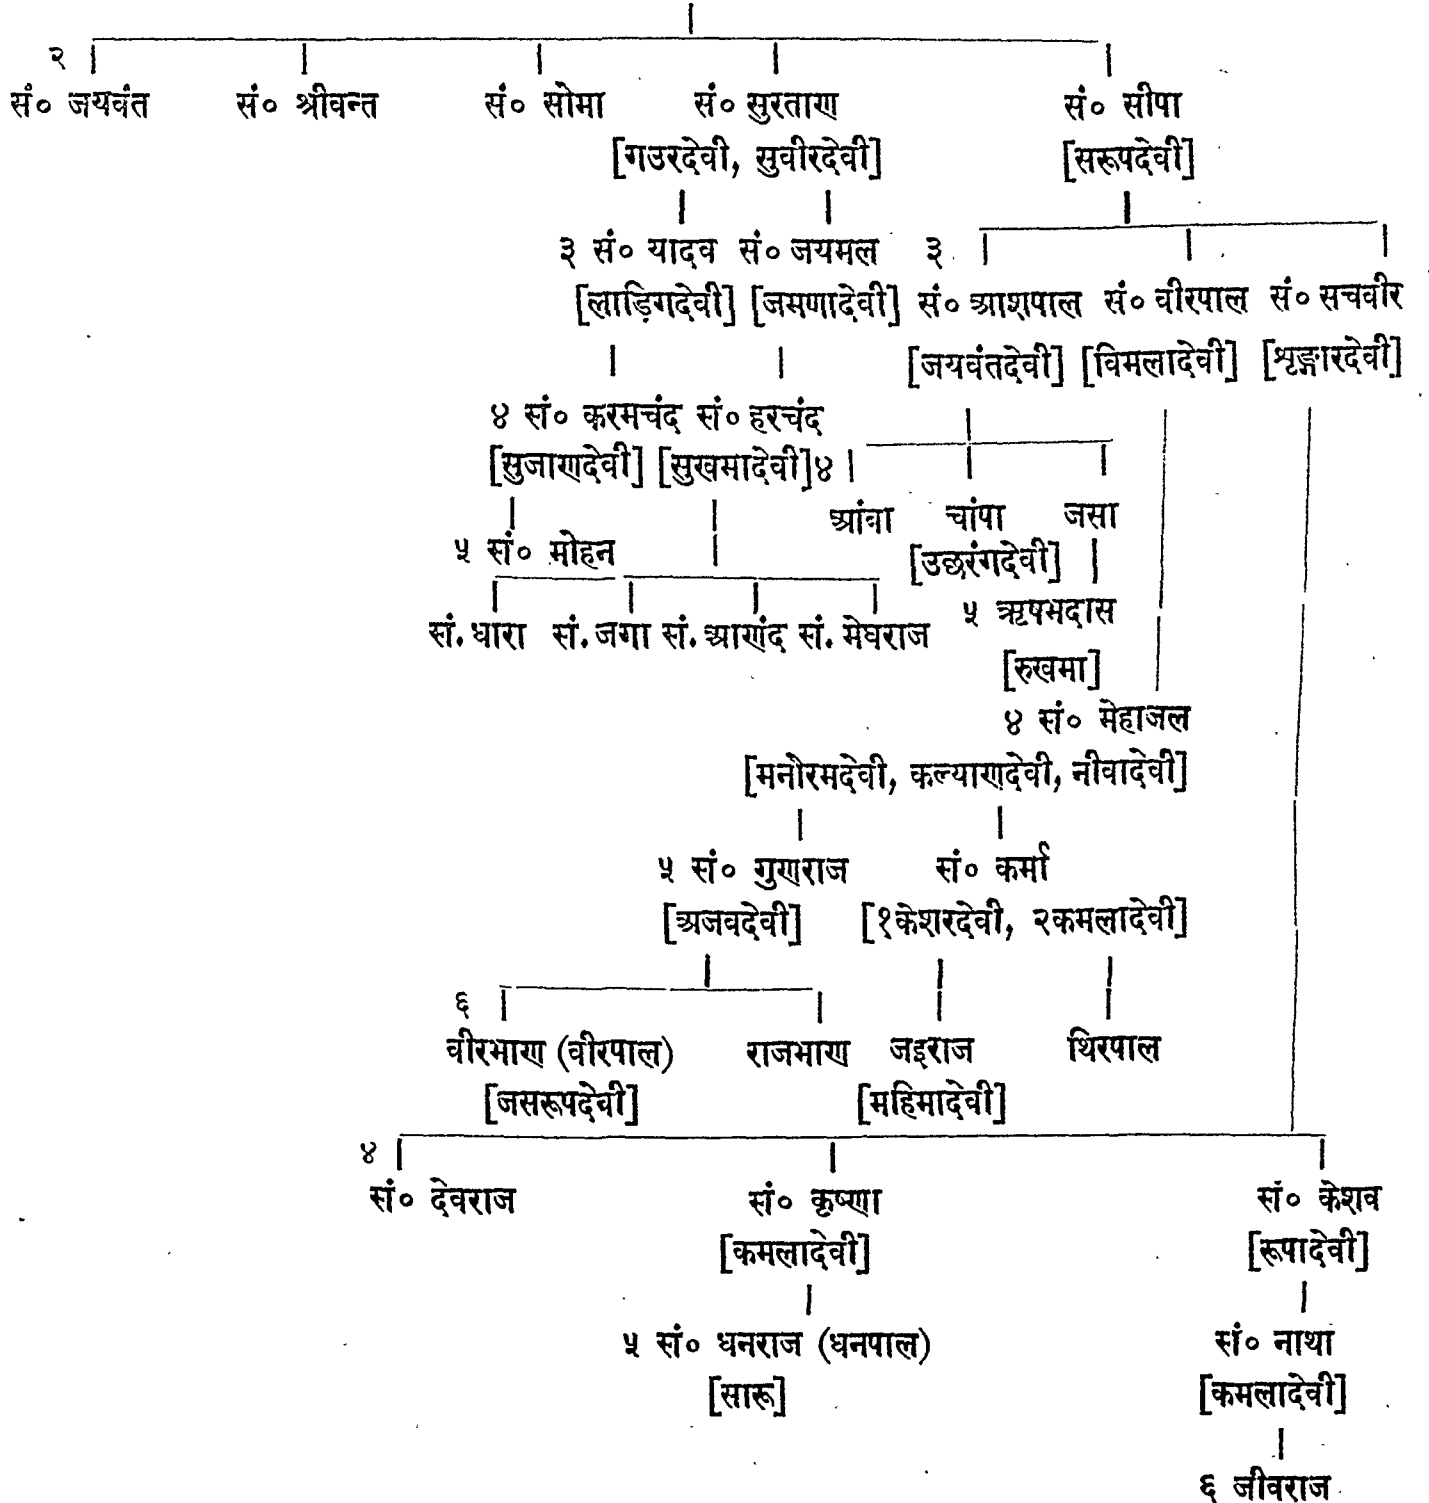 २
सं० जयवंत सं० श्रीवन्त सं० सोमा सं० सुरताण सं० सीपा
[गउरदेवी, सुवीरदेवी] [सरूपदेवी]
३ सं० यादव सं० जयमल ३
[लाड़िगदेवी] [जमणादेवी] सं० आशपाल सं० वीरपाल सं० सचवीर
[जयवंतदेवी] [विमलादेवी] [शृङ्गारदेवी]
४ सं० करमचंद सं० हरचंद
[सुजाणदेवी] [सुखमादेवी] ४
आंवा चांपा जसा
५ सं० मोहन [उछरंगदेवी]
सं. धारा सं. जगा सं. आणंद सं. मेघराज ५ ऋषभदास
[रुखमा]
४ सं० मेहाजल
[मनोरमदेवी, कल्याणदेवी, नीवादेवी]
५ सं० गुणराज सं० कर्मा
[अजवदेवी] [१केशरदेवी, २कमलादेवी]
६
वीरभाण (वीरपाल) राजभाण जइराज थिरपाल
[जसरूपदेवी] [महिमादेवी]
४
सं० देवराज सं० कृष्णा सं० केशव
[कमलादेवी] [रूपादेवी]
५ सं० धनराज (धनपाल) सं० नाथा
[सारू] [कमलादेवी]
६ जीवराज